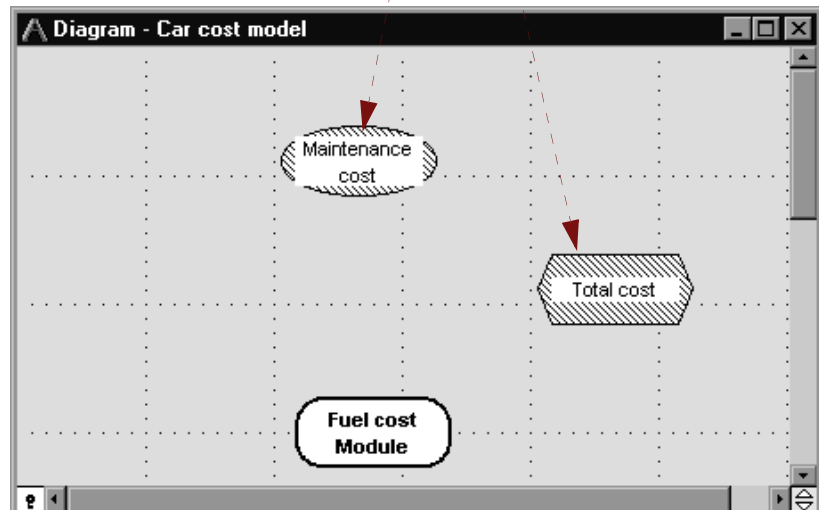 Diagram - Car cost model
Maintenance
cost
Total cost
Fuel cost
Module
?